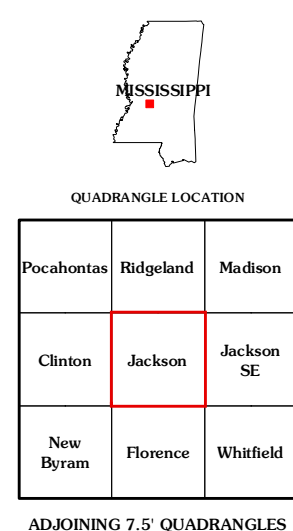 MISSISSIPPI
QUADRANGLE LOCATION
Pocahontas Ridgeland Madison
Clinton Jackson Jackson
SE
New
Byram Florence Whitfield
ADJOINING 7.5' QUADRANGLES